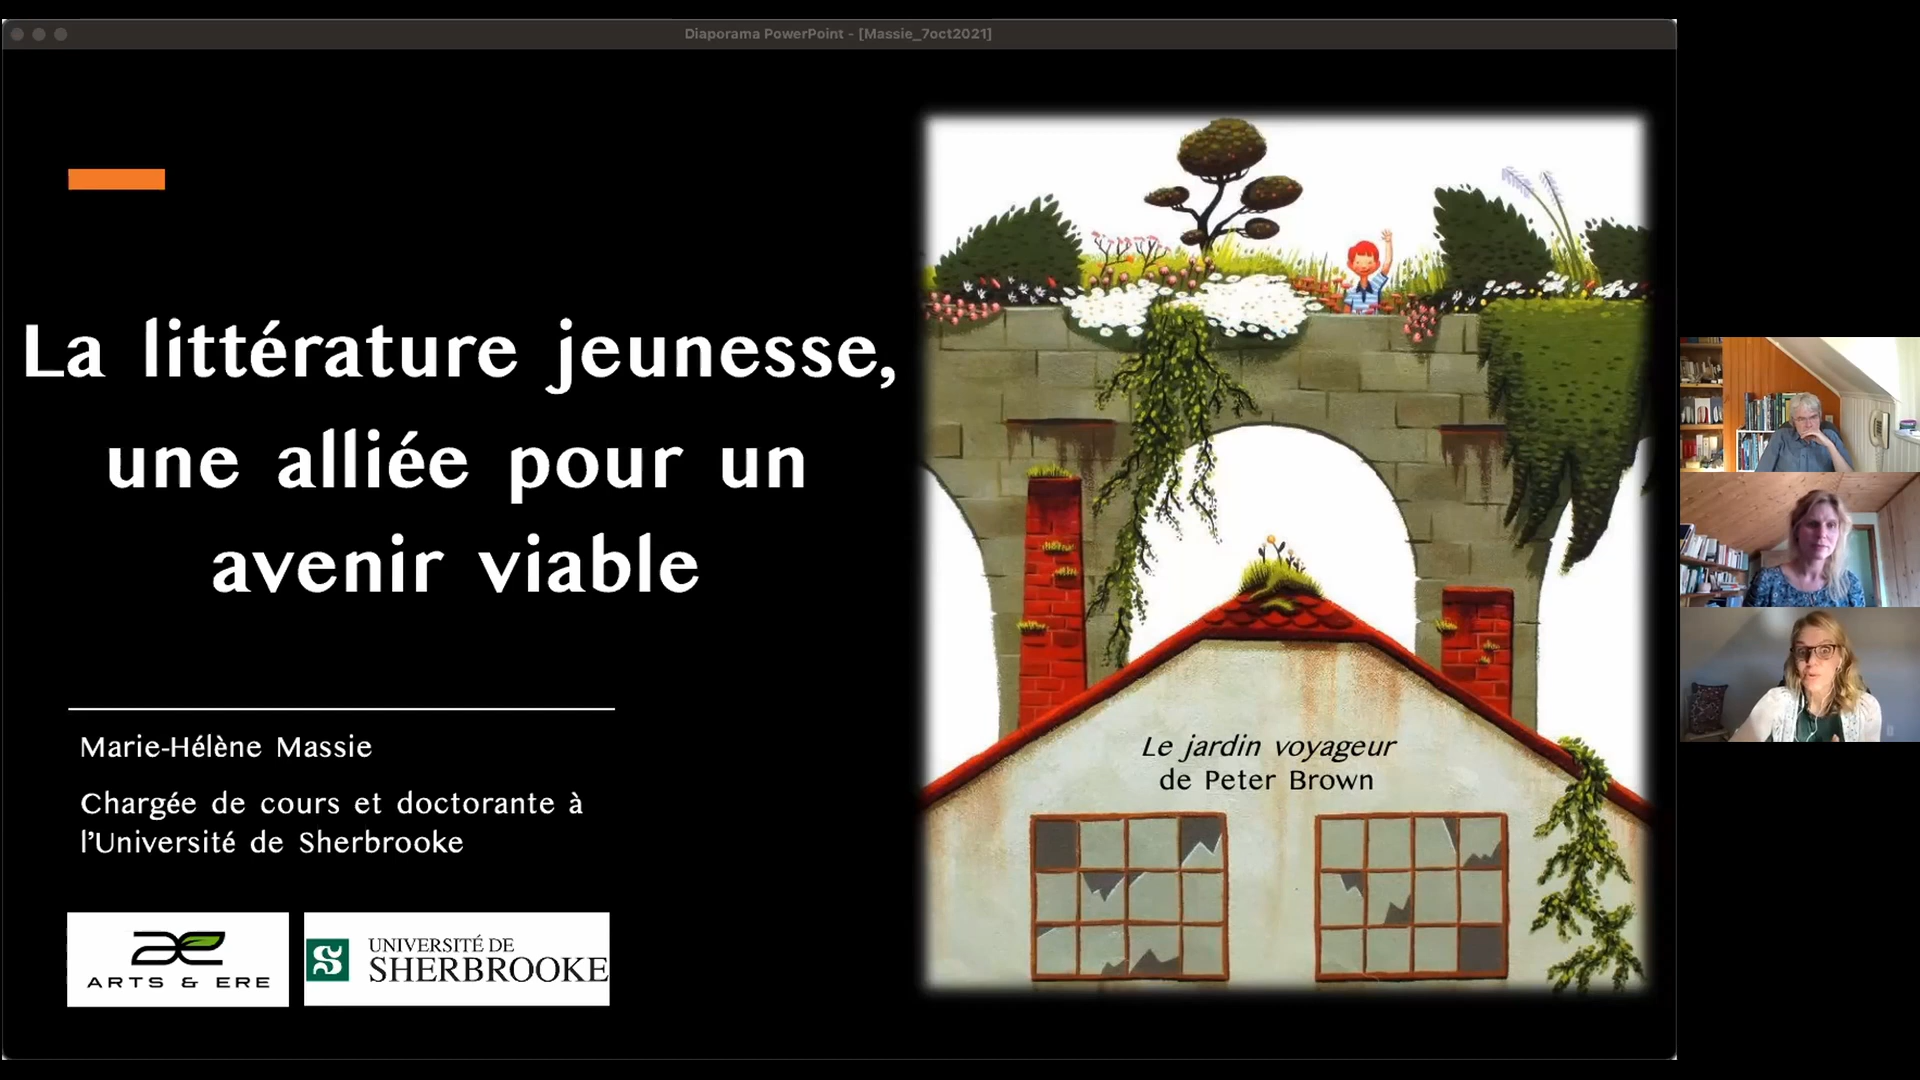 Diaporama PowerPoint - [Massie_7oct2021]
La littérature jeunesse,
une alliée pour un
avenir viable
Marie-Hélène Massie
Chargée de cours et doctorante à
l’Université de Sherbrooke
ARTS & ERE
UNIVERSITÉ DE
SHERBROOKE
Le jardin voyageur
de Peter Brown